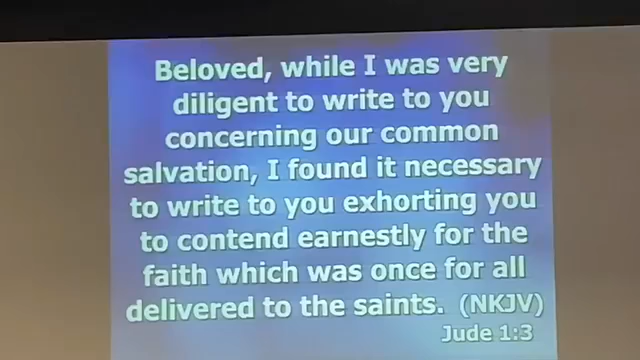 Beloved, while I was very
diligent to write to you
concerning our common
salvation, I found it necessary
to write to you exhorting you
to contend earnestly for the
faith which was once for all
delivered to the saints. (NKJV)
Jude 1:3